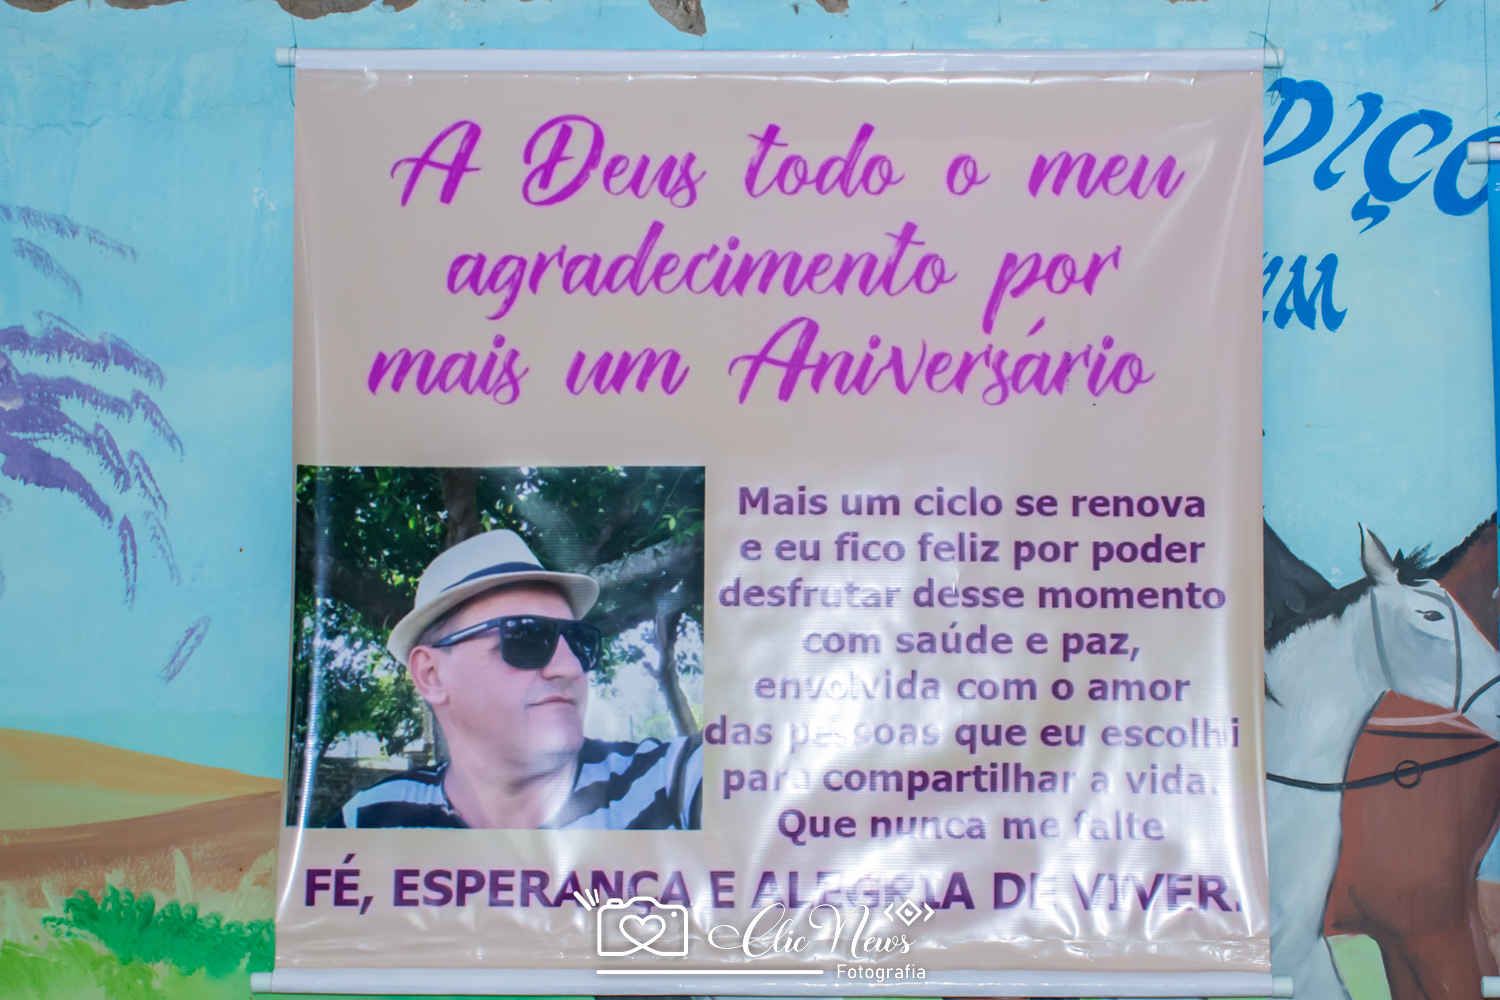 A Deus todo o meu
agradecimento por
mais um Aniversário
Mais um ciclo se renova
e eu fico feliz por poder
desfrutar desse momento
com saúde e paz,
envolvida com o amor
das pessoas que eu escolhi
para compartilhar a vida.
Que nunca me falte
FÉ, ESPERANÇA E ALEGRIA DE VIVER.
Clic News
Fotografia